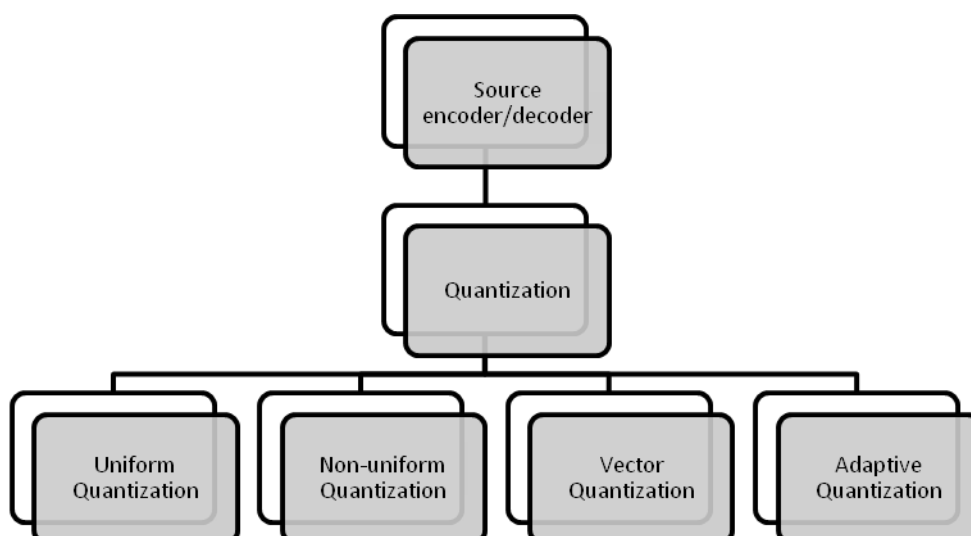 Source
encoder/decoder
Quantization
Uniform
Quantization
Non-uniform
Quantization
Vector
Quantization
Adaptive
Quantization